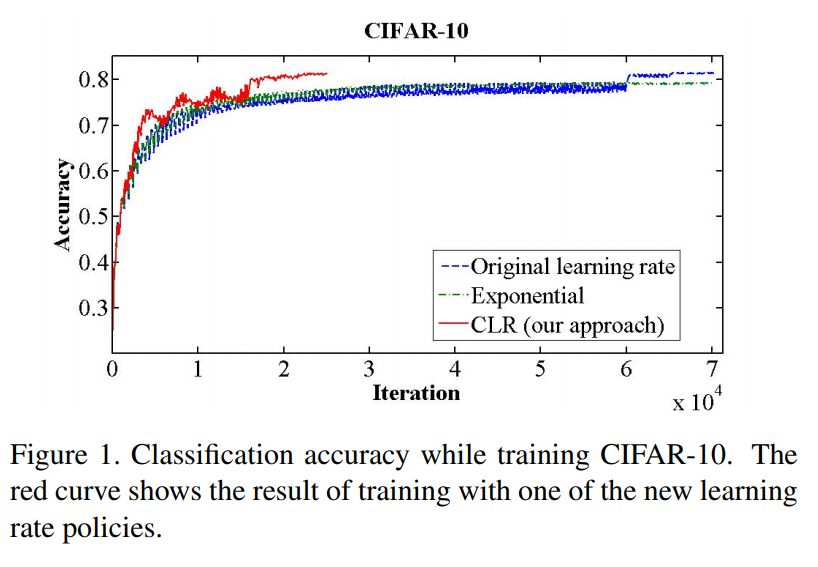 CIFAR-10
0.8
0.7
0.6
0.5
0.4
0.3
Accuracy
Original learning rate
Exponential
CLR (our approach)
0 1 2 3 4 5 6 7
Iteration
x 10^4
Figure 1. Classification accuracy while training CIFAR-10. The
red curve shows the result of training with one of the new learning
rate policies.